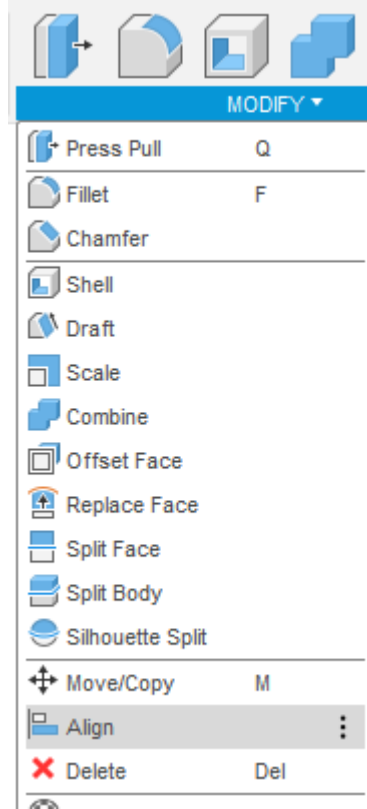 MODIFY
Press Pull Q
Fillet F
Chamfer
Shell
Draft
Scale
Combine
Offset Face
Replace Face
Split Face
Split Body
Silhouette Split
Move/Copy M
Align
Delete Del